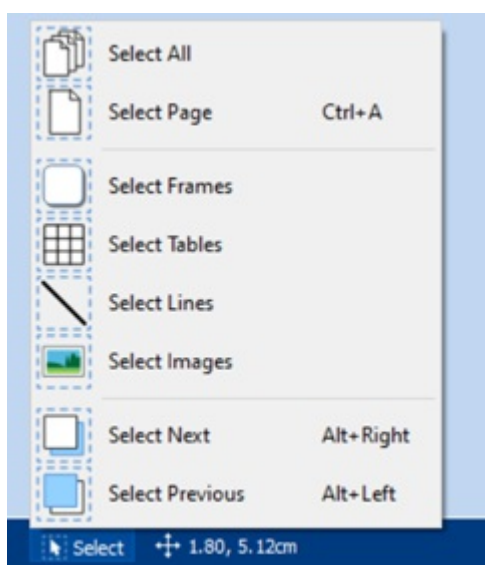 Select All
Select Page Ctrl+A
Select Frames
Select Tables
Select Lines
Select Images
Select Next Alt+Right
Select Previous Alt+Left
Select 1.80, 5.12cm